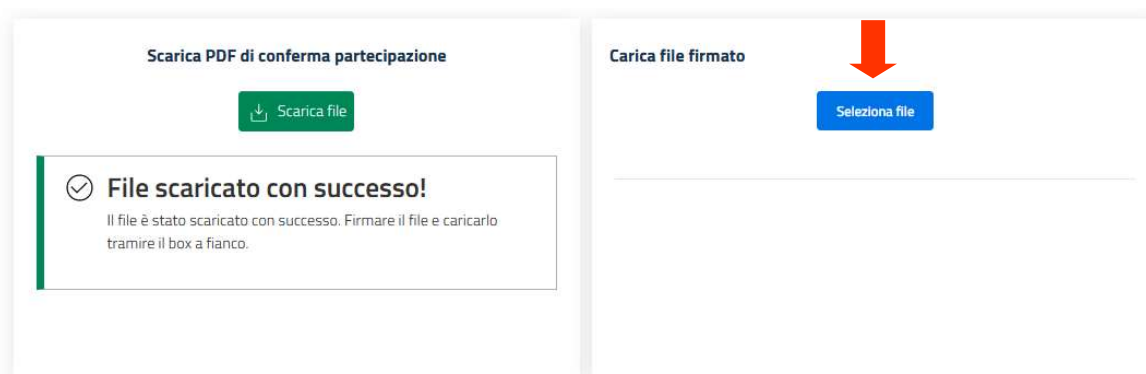 Scarica PDF di conferma partecipazione
Scarica file
File scaricato con successo!
Il file è stato scaricato con successo. Firmare il file e caricarlo
tramire il box a fianco.
Carica file firmato
Seleziona file